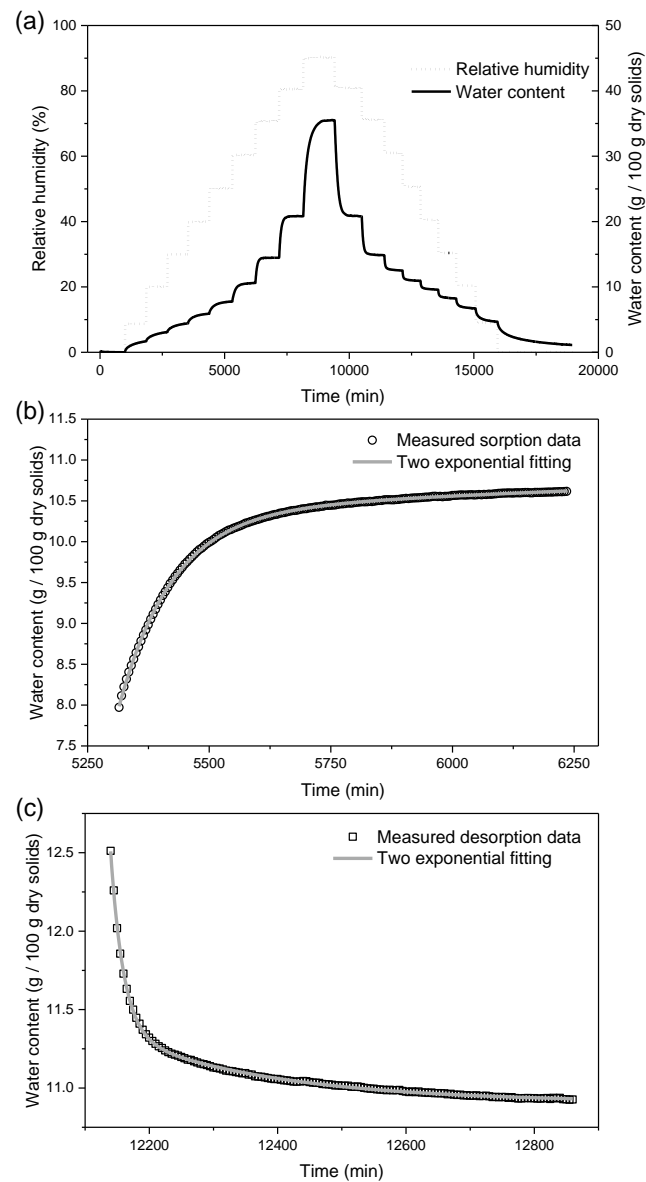 (a)
100
80
60
40
20
0
Relative humidity (%)
50
40
30
20
10
0
Water content (g / 100 g dry solids)
Relative humidity
Water content
0
5000
10000
15000
20000
Time (min)
(b)
11.5
11.0
10.5
10.0
9.5
9.0
8.5
8.0
7.5
Water content (g / 100 g dry solids)
Measured sorption data
Two exponential fitting
5250
5500
5750
6000
6250
Time (min)
(c)
12.5
12.0
11.5
11.0
Water content (g / 100 g dry solids)
Measured desorption data
Two exponential fitting
12200
12400
12600
12800
Time (min)